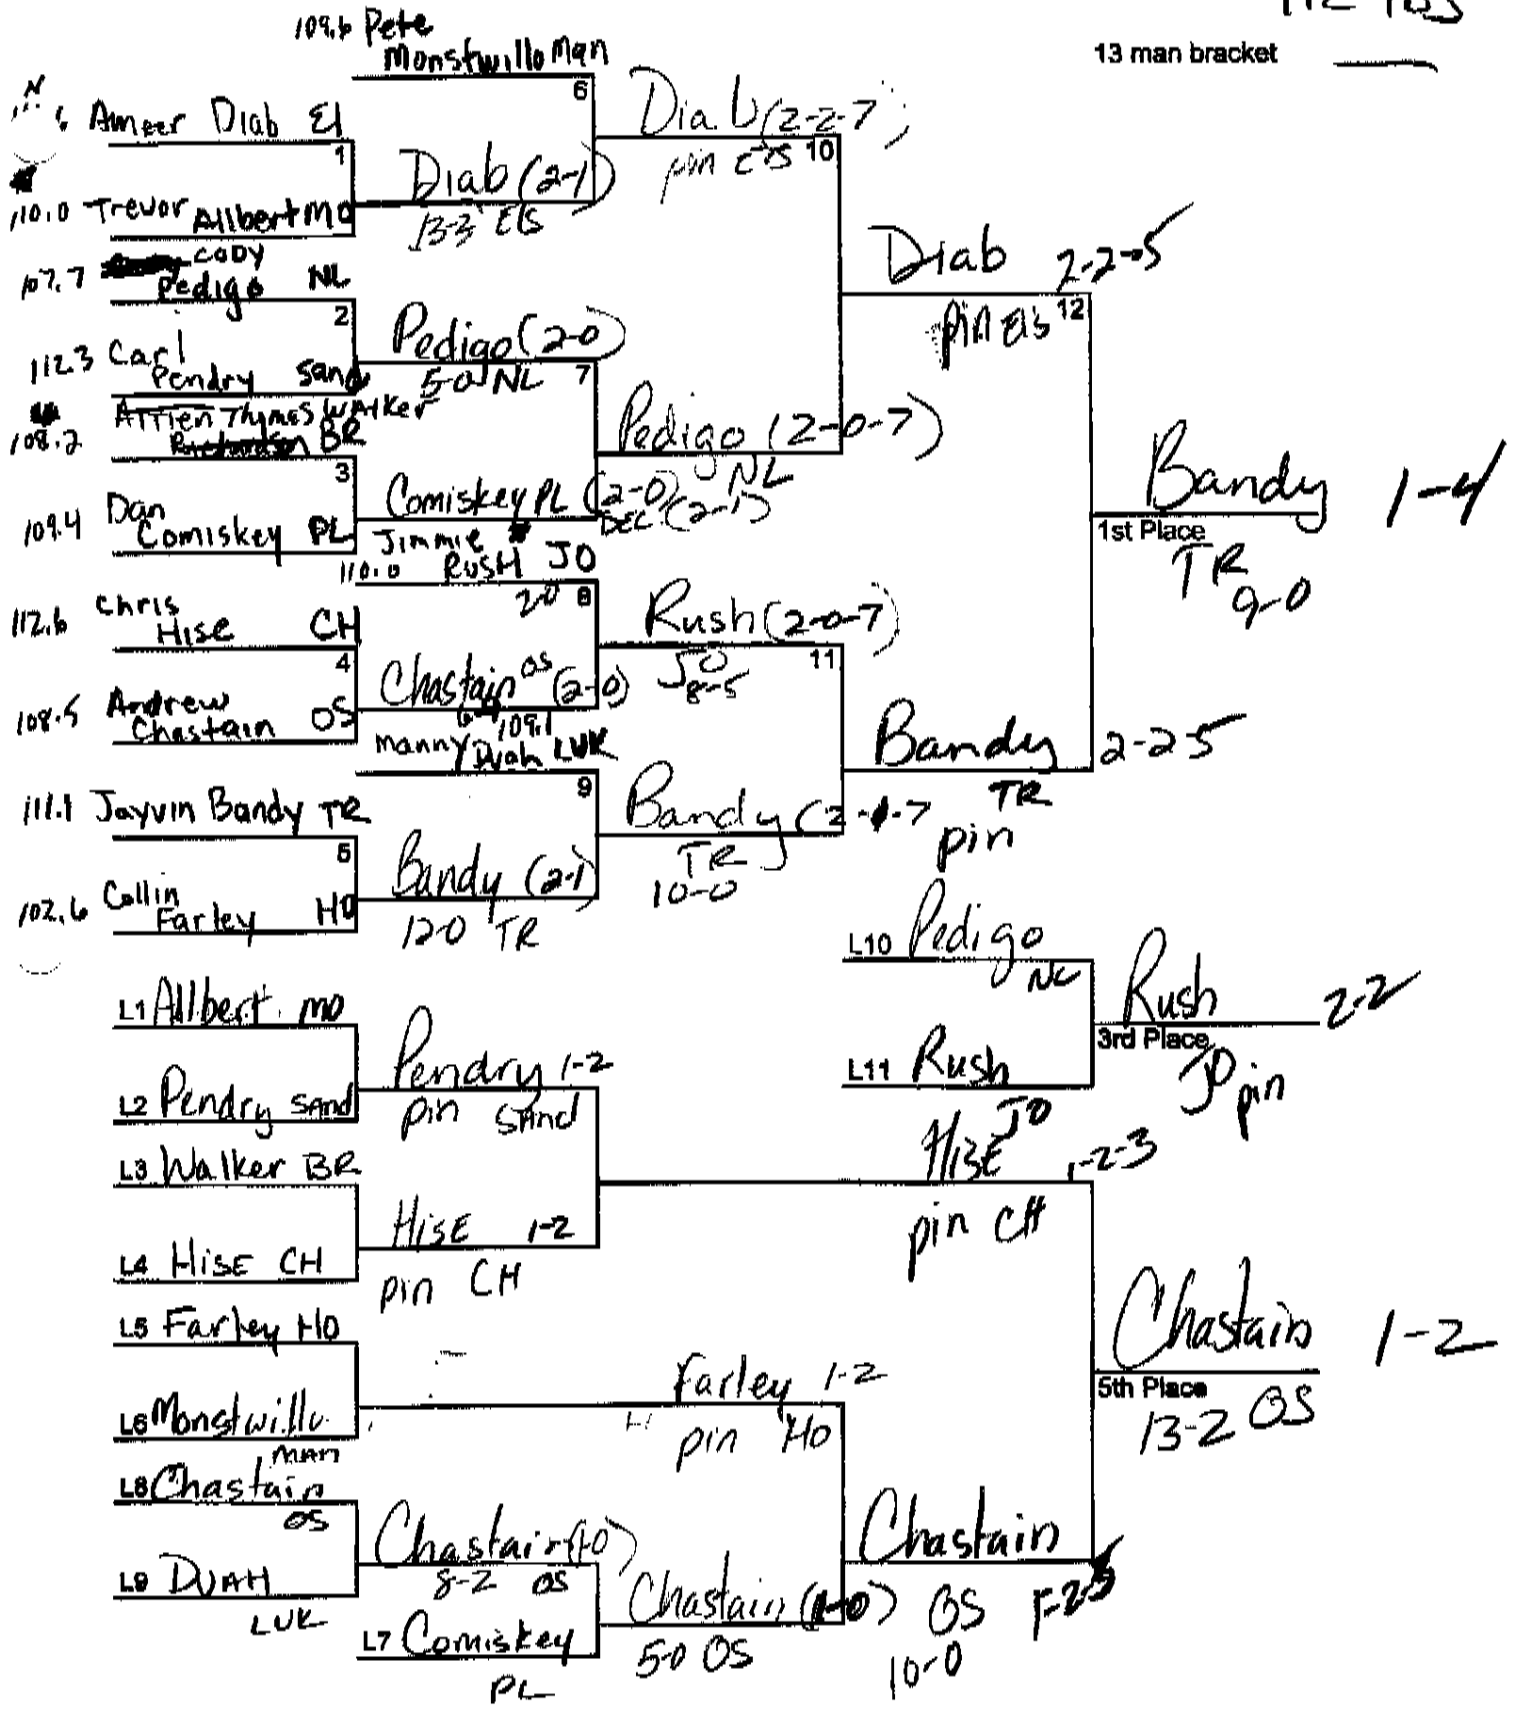 112 lbs
13 man bracket
109.6 Pete
Monstwillo Man
6
Ameer Diab El
1
Diab (2-1)
13-3 Els
110.0 Trevor Allbert MO
Diab (2-2-7)
pin Els 10
107.7 Cody
Pedigo NL
2
Pedigo (2-0)
5-0 NL 7
112.3 Carl
Pendry Sand
Diab 2-2-5
pin Els 12
108.2 Thymes Walker
BR
3
Pedigo (2-0-7)
NL
Comiskey PL (2-0)
DEC. (2-1)
109.4 Dan
Comiskey PL
Bandy 1-4
1st Place
TR
9-0
Jimmie
110.0 Rush JO
2-0 8
112.6 Chris
Hise CH
4
Rush (2-0-7)
JO
8-5
11
Chastain OS (2-0)
108.5 Andrew
Chastain OS
109.1
Manny Duah LUK
9
Bandy 2-2-5
TR
pin
111.1 Jayvin Bandy TR
5
Bandy (2-1-7
TR
10-0
Bandy (2-1)
12-0 TR
102.6 Collin
Farley HO
L10 Pedigo
NL
L11 Rush
JO
Rush 2-2
3rd Place
JO pin
L1 Allbert MO
L2 Pendry SAnd
Pendry 1-2
pin SAnd
L3 Walker BR
L4 Hise CH
Hise 1-2
pin CH
Hise 1-2-3
pin CH
L5 Farley HO
L6 Monstwillo
MAN
Farley 1-2
pin HO
Chastain 1-2
5th Place
13-2 OS
L8 Chastain
OS
L9 DUAH
LUK
Chastain (1-0)
8-2 OS
L7 Comiskey
PL
Chastain (1-0)
5-0 OS
Chastain
OS 1-2-3
10-0